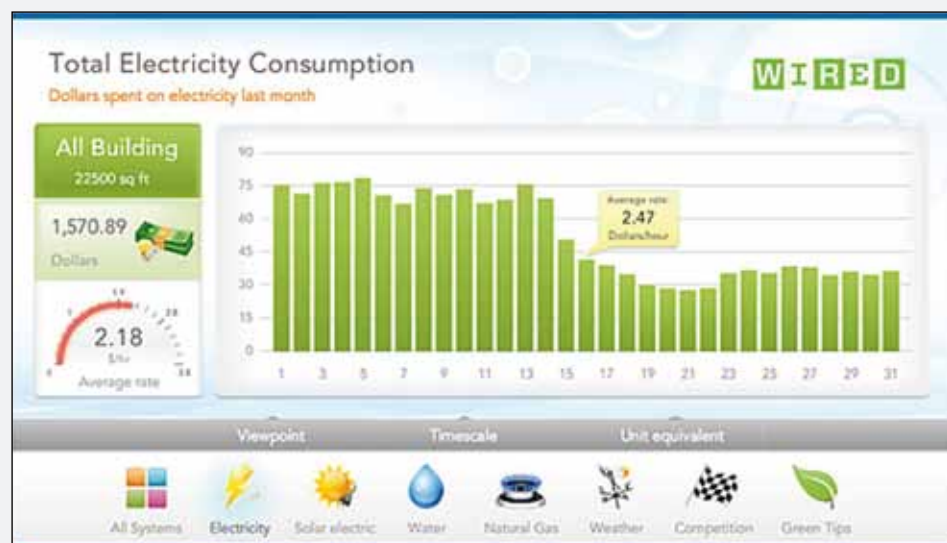 Total Electricity Consumption
Dollars spent on electricity last month
WIRED
All Building
22500 sq ft
1,570.89
Dollars
2.18
$/hr
Average rate
90
75
60
45
30
15
0
Average rate:
2.47
Dollars/hour
1 3 5 7 9 11 13 15 17 19 21 23 25 27 29 31
Viewpoint Timescale Unit equivalent
All Systems Electricity Solar electric Water Natural Gas Weather Competition Green Tips